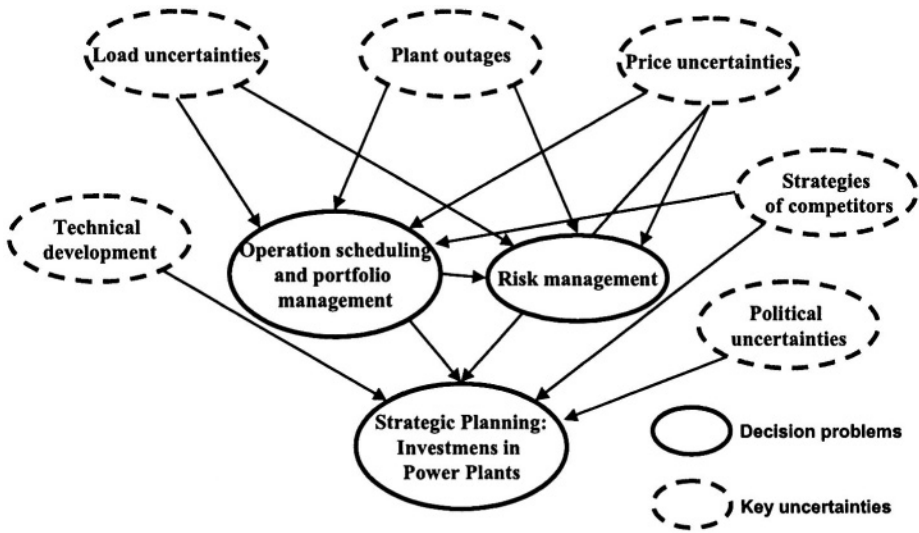 Load uncertainties
Plant outages
Price uncertainties
Strategies
of competitors
Technical
development
Operation scheduling
and portfolio
management
Risk management
Political
uncertainties
Strategic Planning:
Investmens in
Power Plants
Decision problems
Key uncertainties